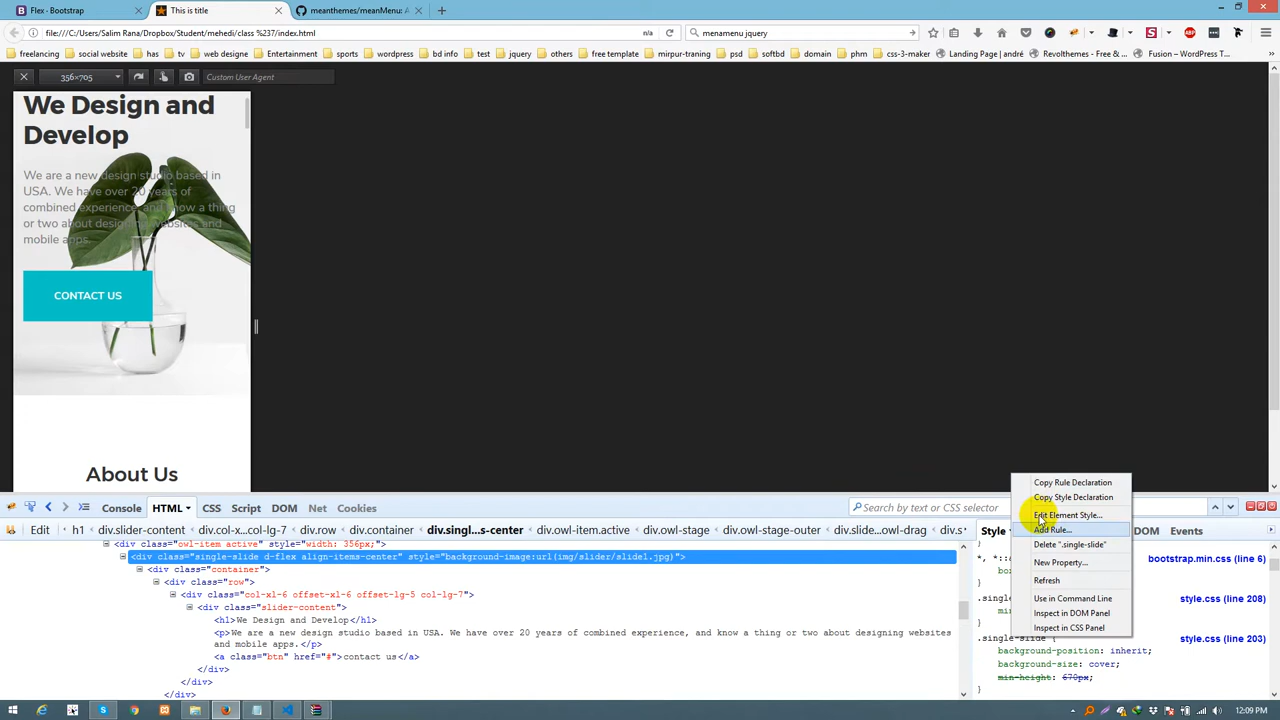 Flex - Bootstrap
This is title
meanthemes/meanMenu: A
file:///C:/Users/Salim Rana/Dropbox/Student/mehedi/class %237/index.html
n/a
menamenu jquery
freelancing
social website
has
tv
web designe
Entertainment
sports
wordpress
bd info
test
jquery
others
free template
mirpur-traning
psd
softbd
domain
phm
css-3-maker
Landing Page André
Revolthemes – For all
Fusion – WordPress T...
356×705
Custom User Agent
We Design and
Develop
We are a new design studio based in
USA. We have over 20 years of
combined experience, and know a thing
or two about designing websites and
mobile apps.
CONTACT US
About Us
Copy Rule Declaration
Copy Style Declaration
Edit Element Style...
Add Rule...
Delete ".single-slide"
New Property...
Refresh
Use in Command Line
Inspect in DOM Panel
Inspect in CSS Panel
Console
HTML
CSS
Script
DOM
Net
Cookies
Search by text or CSS selector
Edit
h1
div.slider-content
div.col-x...-col-lg-7
div.row
div.container
div.singl...s-center
div.owl-item.active
div.owl-stage
div.owl-stage-outer
div.owl-drag
div.s
Style
DOM
Events
<div class="owl-item active" style="width: 356px;">
<div class="single-slide d-flex align-items-center" style="background-image:url(img/slider/slide1.jpg)">
<div class="container">
<div class="row">
<div class="col-xl-6 offset-xl-6 offset-lg-5 col-lg-7">
<div class="slider-content">
<h1>We Design and Develop</h1>
<p>We are a new design studio based in USA. We have over 20 years of combined experience, and know a thing or two about designing websites
and mobile apps.</p>
<a class="btn" href="#">contact us</a>
</div>
</div>
</div>
*, *::
bootstrap.min.css (line 6)
}
.single
style.css (line 208)
}
.single-slide {
style.css (line 203)
background-position: inherit;
background-size: cover;
min-height: 670px;
}
12:09 PM